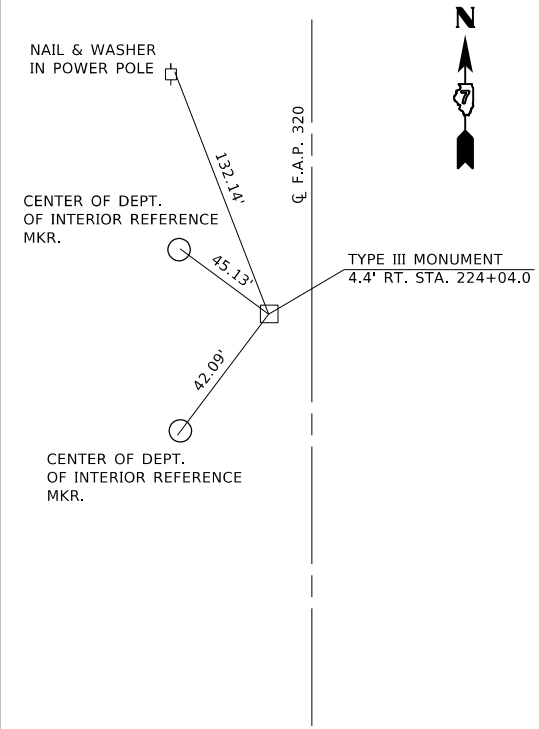 N
NAIL & WASHER
IN POWER POLE
7
132.14'
℄ F.A.P. 320
CENTER OF DEPT.
OF INTERIOR REFERENCE
MKR.
45.13'
TYPE III MONUMENT
4.4' RT. STA. 224+04.0
42.09'
CENTER OF DEPT.
OF INTERIOR REFERENCE
MKR.